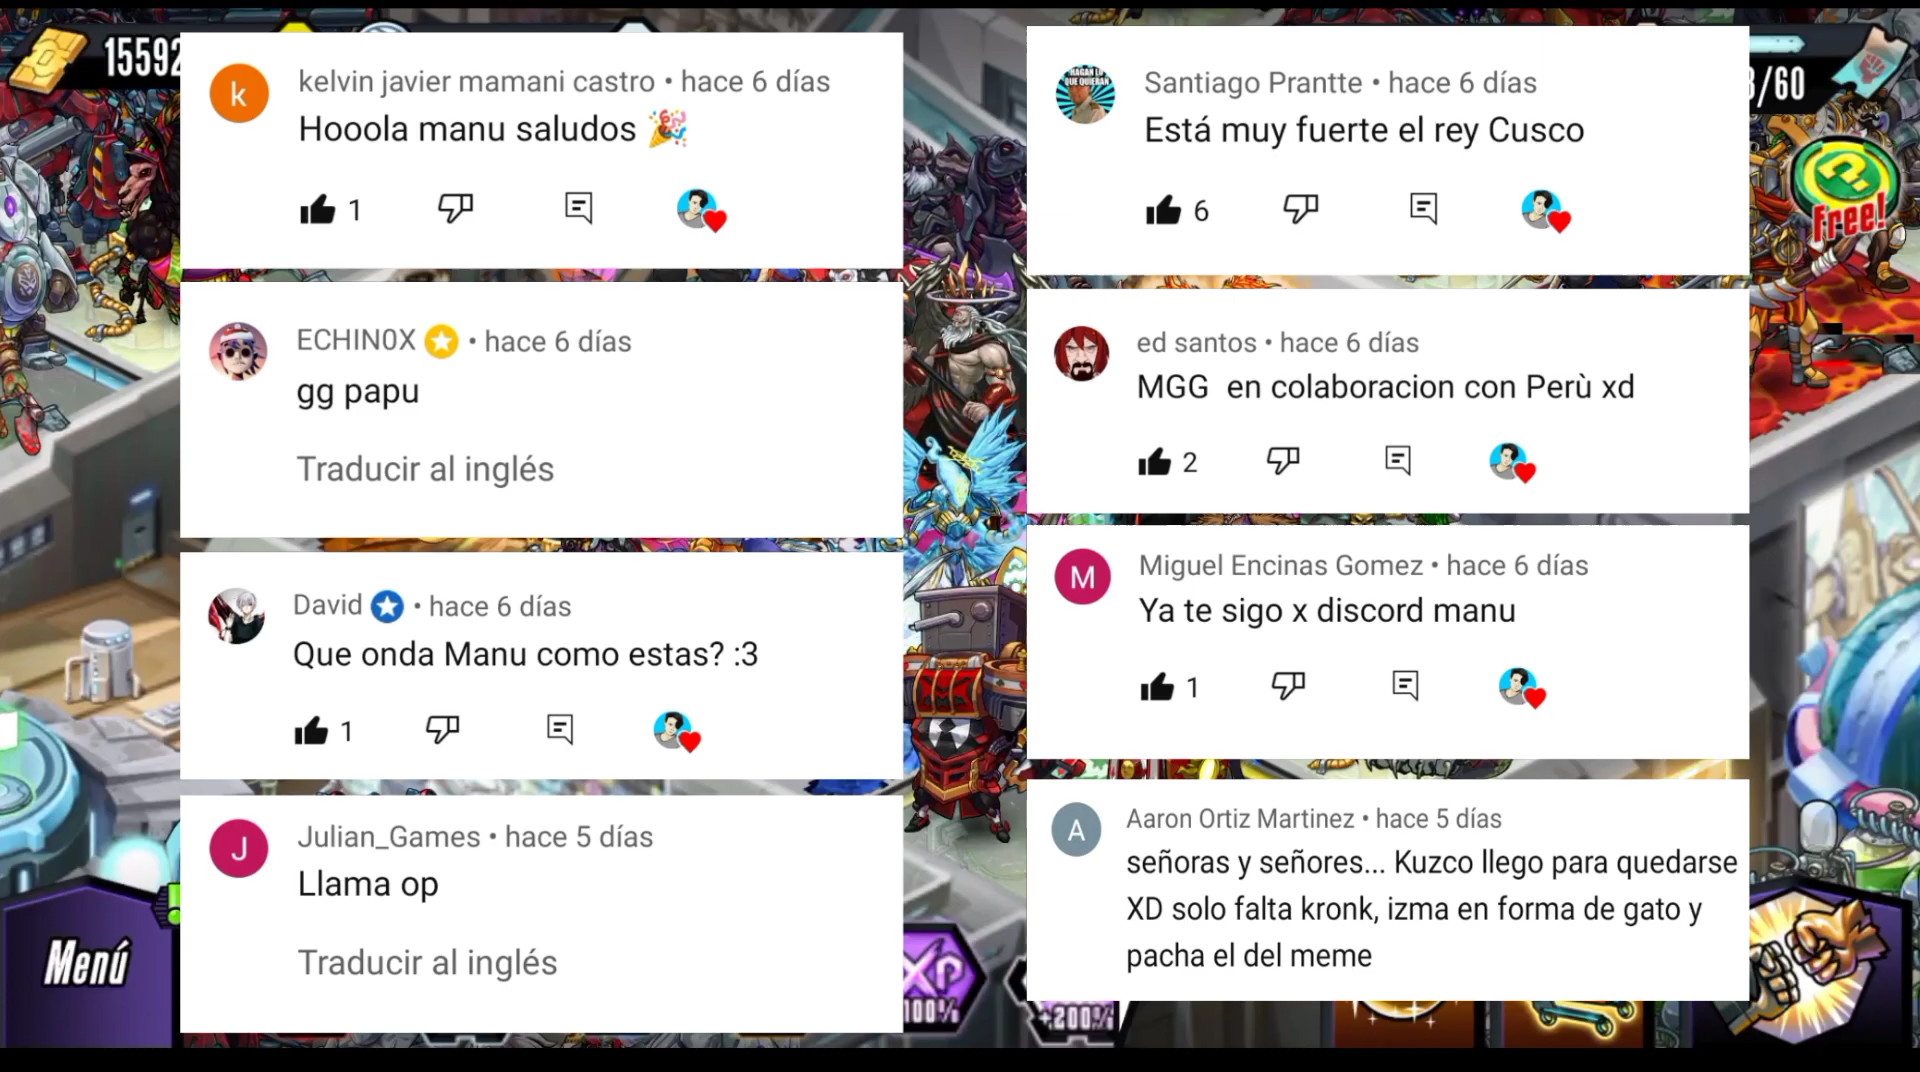 15592
kelvin javier mamani castro • hace 6 días
Hooola manu saludos 🎉
1
ECHIN0X • hace 6 días
gg papu
Traducir al inglés
David • hace 6 días
Que onda Manu como estas? :3
1
Julian_Games • hace 5 días
Llama op
Traducir al inglés
HAGAN LO
QUE QUIERAN
Santiago Prantte • hace 6 días
Está muy fuerte el rey Cusco
6
ed santos • hace 6 días
MGG  en colaboracion con Perù xd
2
M
Miguel Encinas Gomez • hace 6 días
Ya te sigo x discord manu
1
A
Aaron Ortiz Martinez • hace 5 días
señoras y señores... Kuzco llego para quedarse
XD solo falta kronk, izma en forma de gato y
pacha el del meme
k
J
/60
Free!
Menú
XP
100%
+200%